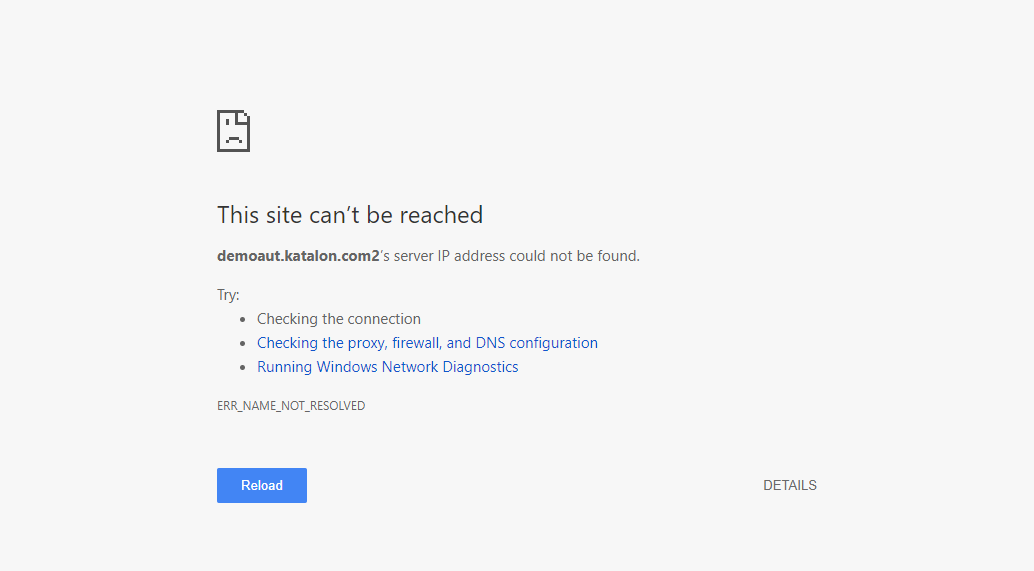 This site can’t be reached
demoaut.katalon.com2’s server IP address could not be found.
Try:
Checking the connection
Checking the proxy, firewall, and DNS configuration
Running Windows Network Diagnostics
ERR_NAME_NOT_RESOLVED
Reload
DETAILS